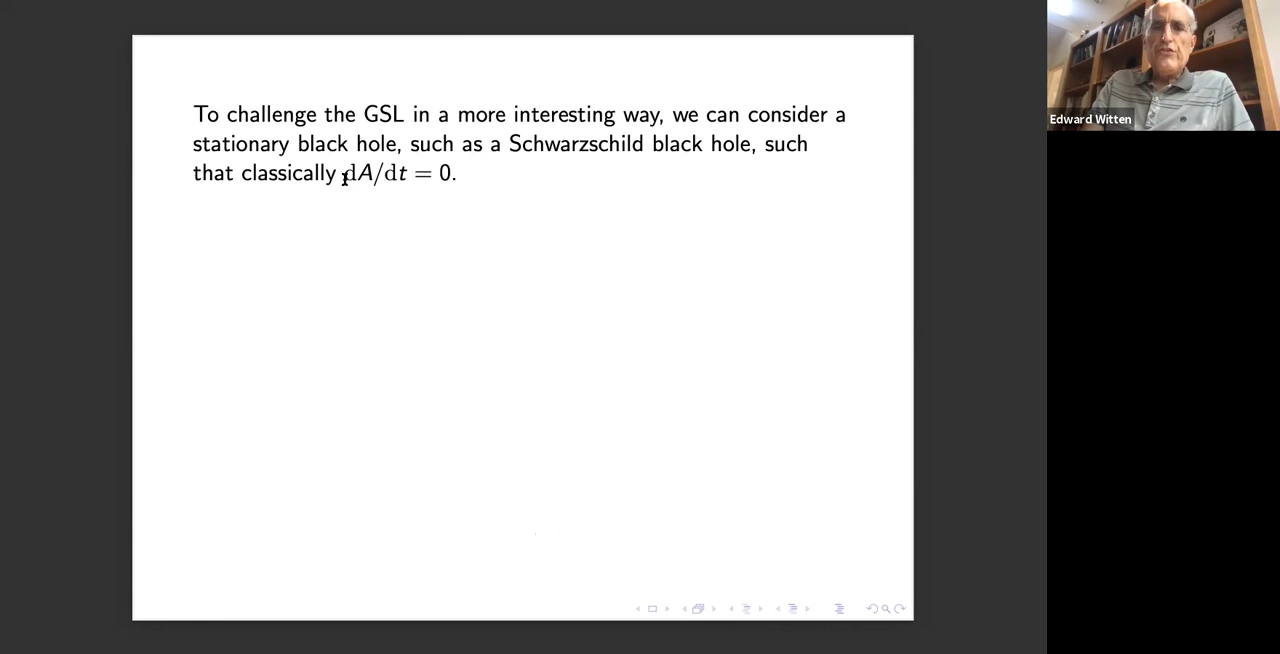 To challenge the GSL in a more interesting way, we can consider a
stationary black hole, such as a Schwarzschild black hole, such
that classically dA/dt = 0.
Edward Witten